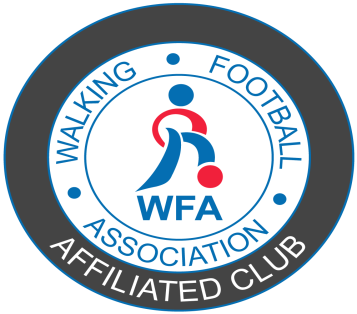 WALKING FOOTBALL
ASSOCIATION
WFA
AFFILIATED CLUB